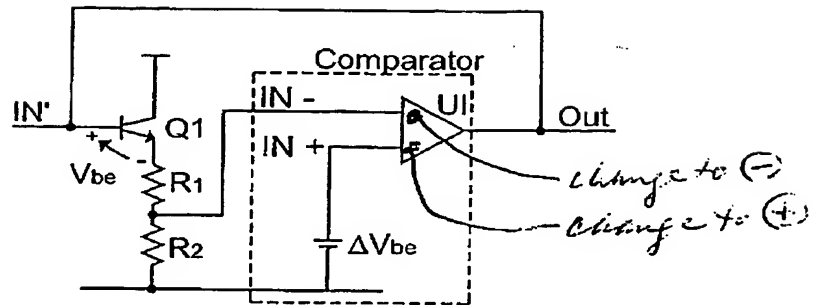 Comparator
IN -
UI
IN'
Q1
Out
IN +
+
-
Vbe
R1
change to ⊖
R2
ΔVbe
change to ⊕